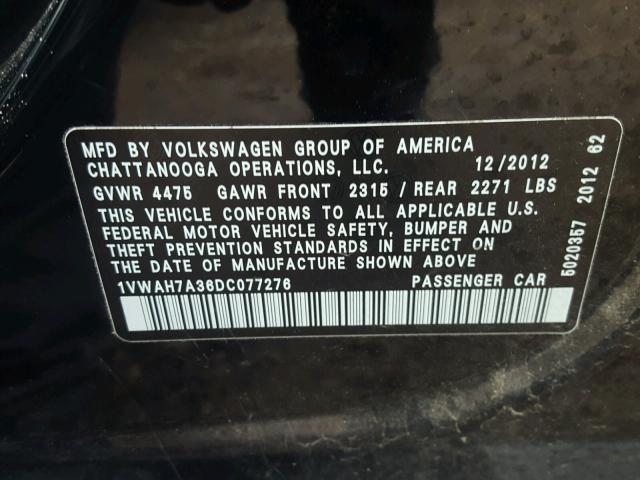 MFD BY VOLKSWAGEN GROUP OF AMERICA
CHATTANOOGA OPERATIONS, LLC. 12/2012
GVWR 4475 GAWR FRONT 2315 / REAR 2271 LBS
THIS VEHICLE CONFORMS TO ALL APPLICABLE U.S.
FEDERAL MOTOR VEHICLE SAFETY, BUMPER AND
THEFT PREVENTION STANDARDS IN EFFECT ON
THE DATE OF MANUFACTURE SHOWN ABOVE
1VWAH7A36DC077276 PASSENGER CAR
5020357 2012 62